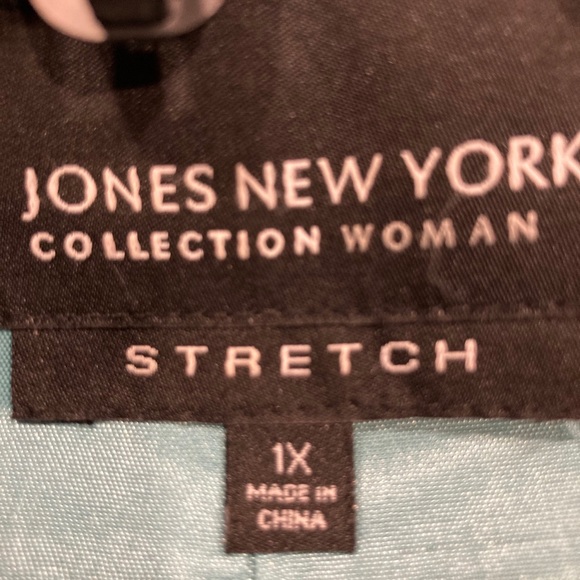 JONES NEW YORK
COLLECTION WOMAN
STRETCH
1X
MADE IN
CHINA